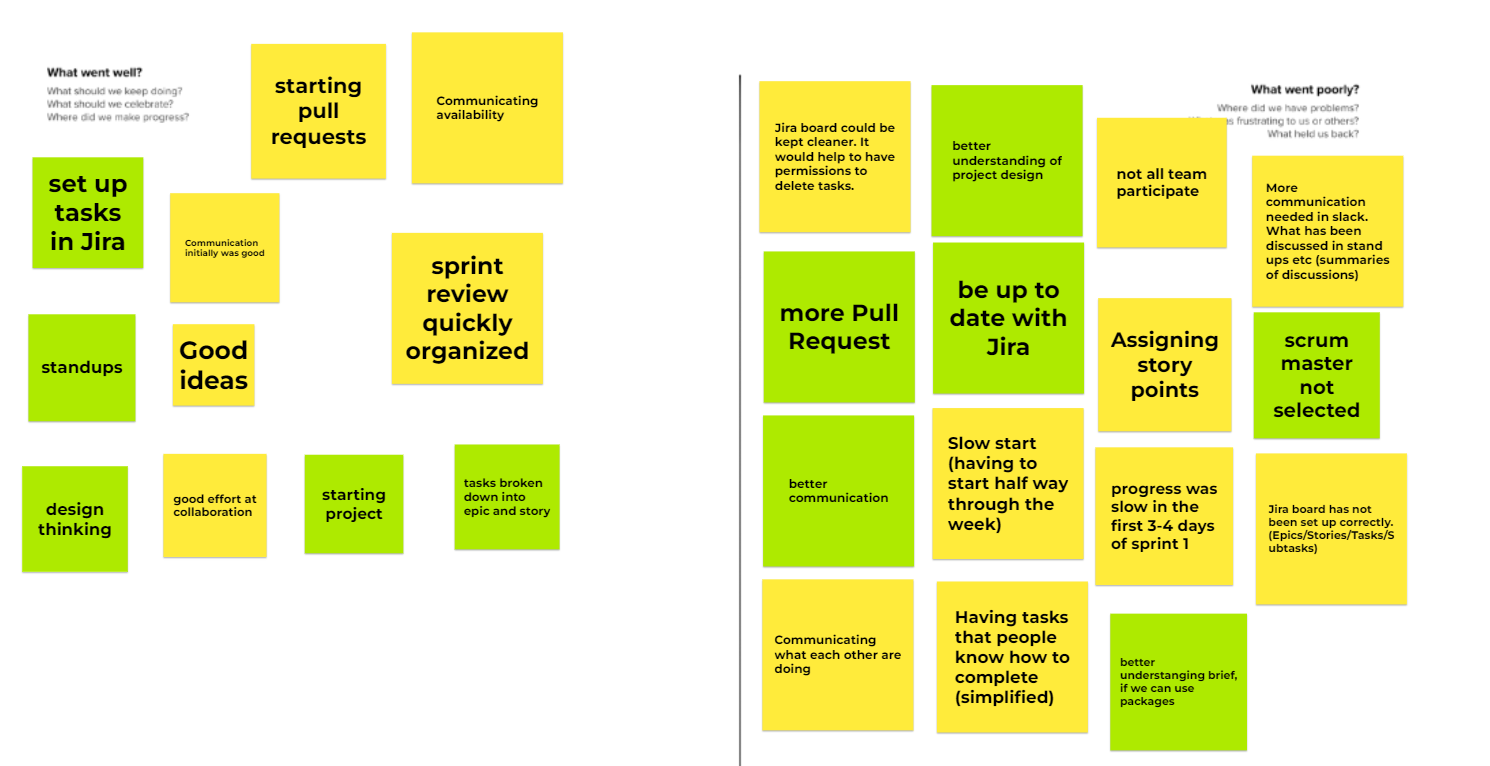 What went well?
What should we keep doing?
What should we celebrate?
Where did we make progress?
starting
pull
requests
Communicating
availability
set up
tasks
in Jira
Communication
initially was good
sprint
review
quickly
organized
standups
Good
ideas
design
thinking
good effort at
collaboration
starting
project
tasks broken
down into
epic and story
What went poorly?
Where did we have problems?
frustrating to us or others?
What held us back?
Jira board could be
kept cleaner. It
would help to have
permissions to
delete tasks.
better
understanding of
project design
not all team
participate
More
communication
needed in slack.
What has been
discussed in stand
ups etc (summaries
of discussions)
more Pull
Request
be up to
date with
Jira
Assigning
story
points
scrum
master
not
selected
better
communication
Slow start
(having to
start half way
through the
week)
progress was
slow in the
first 3-4 days
of sprint 1
Jira board has not
been set up correctly.
(Epics/Stories/Tasks/S
ubtasks)
Communicating
what each other are
doing
Having tasks
that people
know how to
complete
(simplified)
better
understanging brief,
if we can use
packages